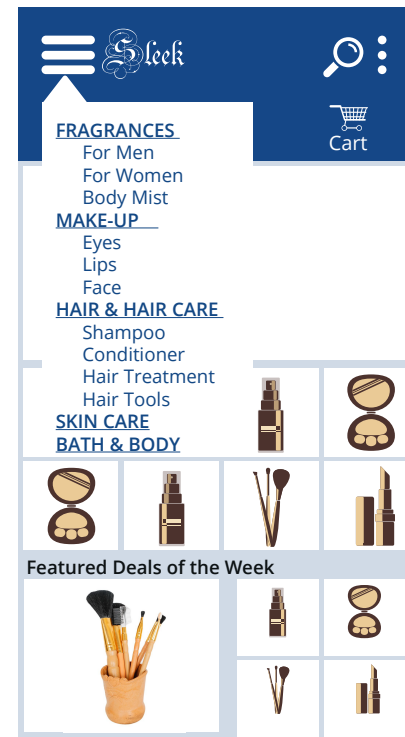 Sleek
Cart
FRAGRANCES
For Men
For Women
Body Mist
MAKE-UP
Eyes
Lips
Face
HAIR & HAIR CARE
Shampoo
Conditioner
Hair Treatment
Hair Tools
SKIN CARE
BATH & BODY
Featured Deals of the Week